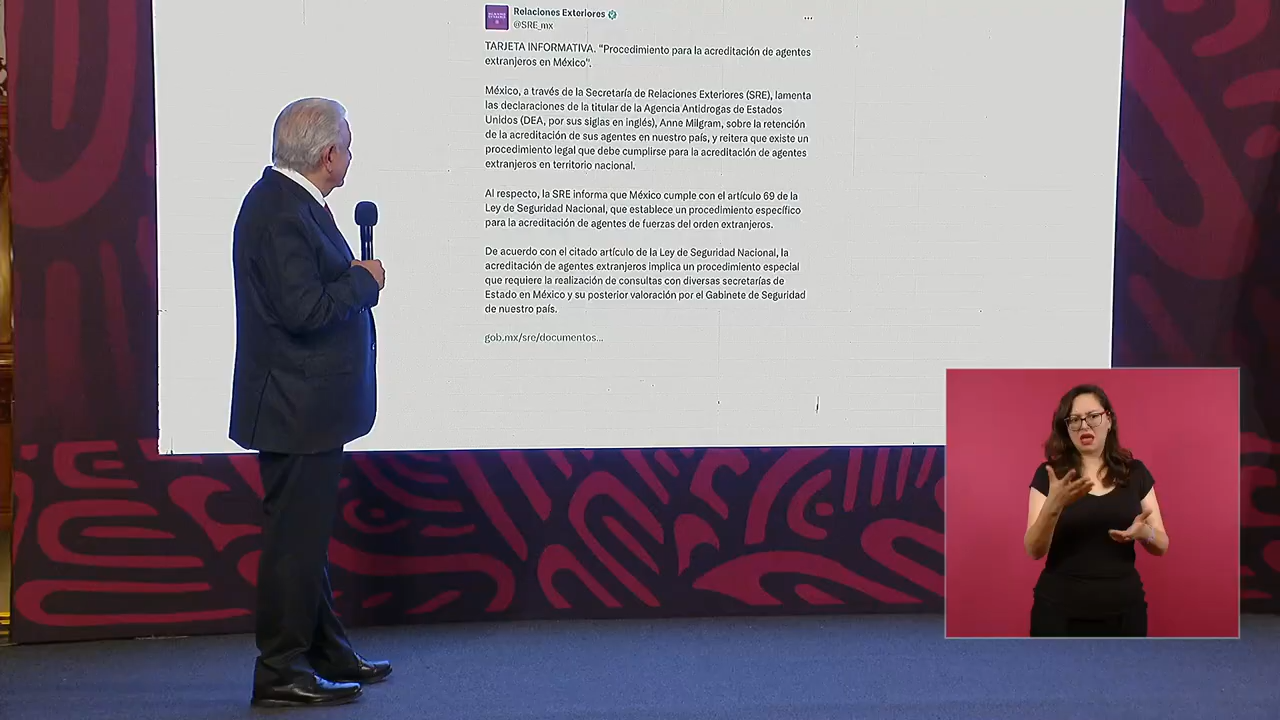 Relaciones Exteriores
@SRE_mx
TARJETA INFORMATIVA. "Procedimiento para la acreditación de agentes
extranjeros en México".
México, a través de la Secretaría de Relaciones Exteriores (SRE), lamenta
las declaraciones de la titular de la Agencia Antidrogas de Estados
Unidos (DEA, por sus siglas en inglés), Anne Milgram, sobre la retención
de la acreditación de sus agentes en nuestro país, y reitera que existe un
procedimiento legal que debe cumplirse para la acreditación de agentes
extranjeros en territorio nacional.
Al respecto, la SRE informa que México cumple con el artículo 69 de la
Ley de Seguridad Nacional, que establece un procedimiento específico
para la acreditación de agentes de fuerzas del orden extranjeros.
De acuerdo con el citado artículo de la Ley de Seguridad Nacional, la
acreditación de agentes extranjeros implica un procedimiento especial
que requiere la realización de consultas con diversas secretarías de
Estado en México y su posterior valoración por el Gabinete de Seguridad
de nuestro país.
gob.mx/sre/documentos...